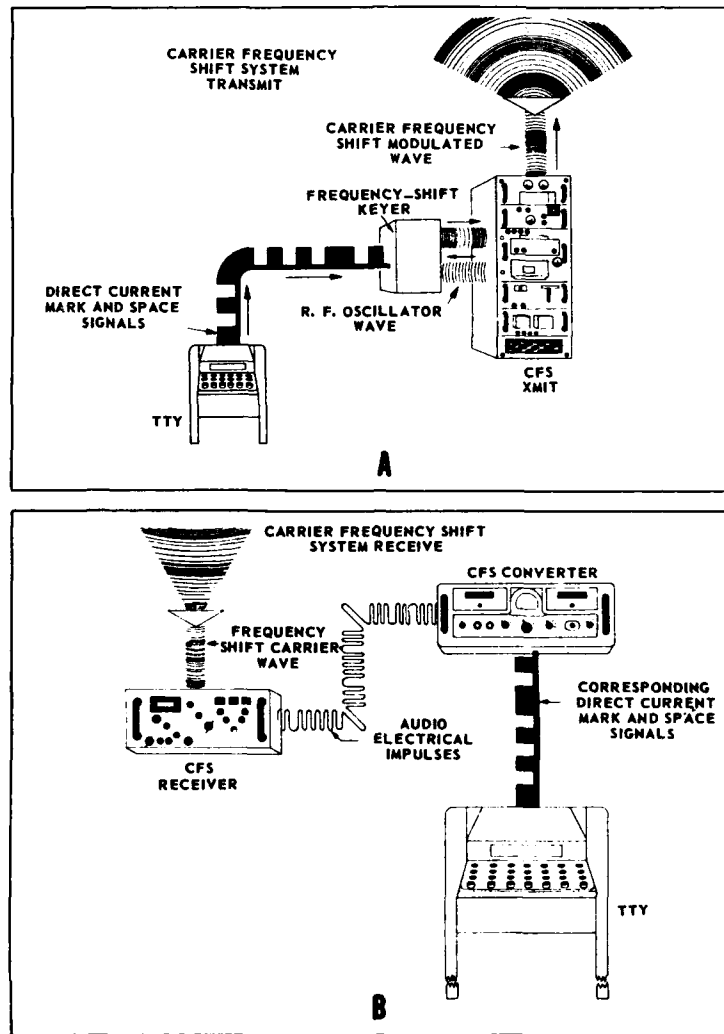 CARRIER FREQUENCY
SHIFT SYSTEM
TRANSMIT
CARRIER FREQUENCY
SHIFT MODULATED
WAVE
FREQUENCY-SHIFT
KEYER
DIRECT CURRENT
MARK AND SPACE
SIGNALS
R. F. OSCILLATOR
WAVE
CFS
XMIT
TTY
A
CARRIER FREQUENCY SHIFT
SYSTEM RECEIVE
CFS CONVERTER
FREQUENCY
SHIFT CARRIER
WAVE
CORRESPONDING
DIRECT CURRENT
MARK AND SPACE
SIGNALS
AUDIO
ELECTRICAL
IMPULSES
CFS
RECEIVER
TTY
B